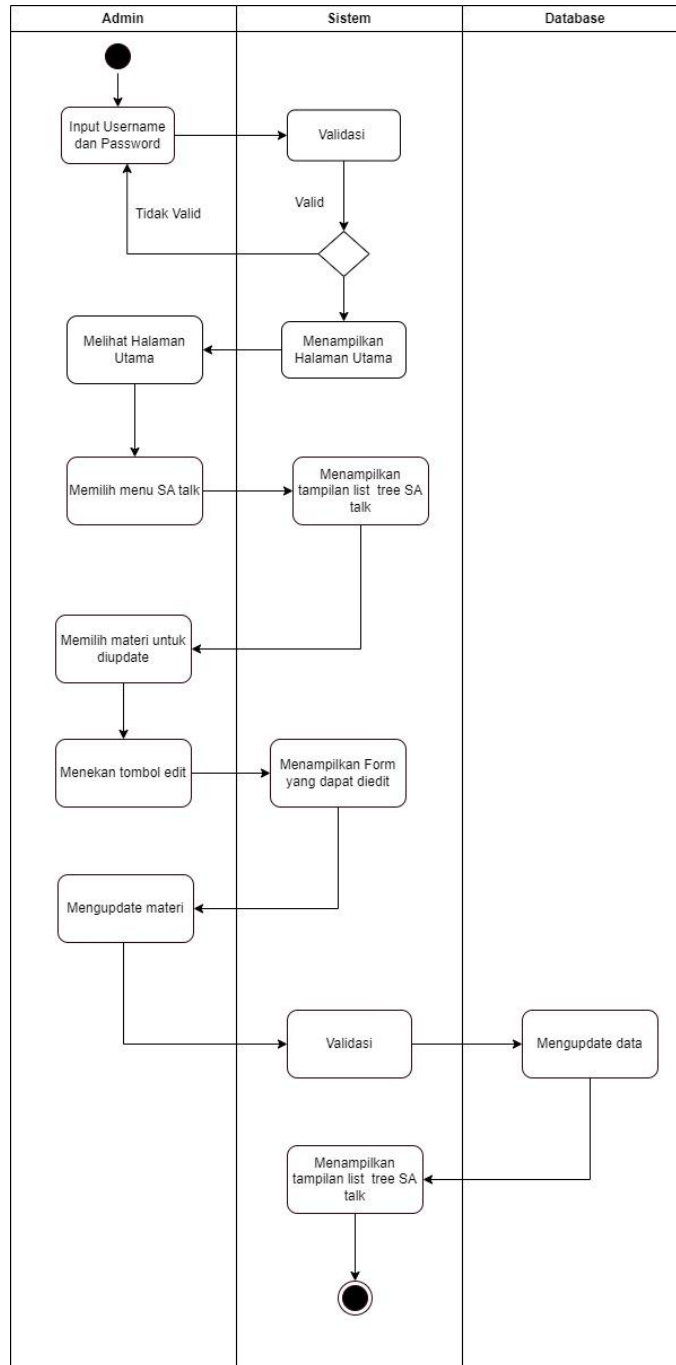 Admin
Sistem
Database
Input Username
dan Password
Validasi
Tidak Valid
Valid
Melihat Halaman
Utama
Menampilkan
Halaman Utama
Memilih menu SA talk
Menampilkan
tampilan list tree SA
talk
Memilih materi untuk
diupdate
Menekan tombol edit
Menampilkan Form
yang dapat diedit
Mengupdate materi
Validasi
Mengupdate data
Menampilkan
tampilan list tree SA
talk